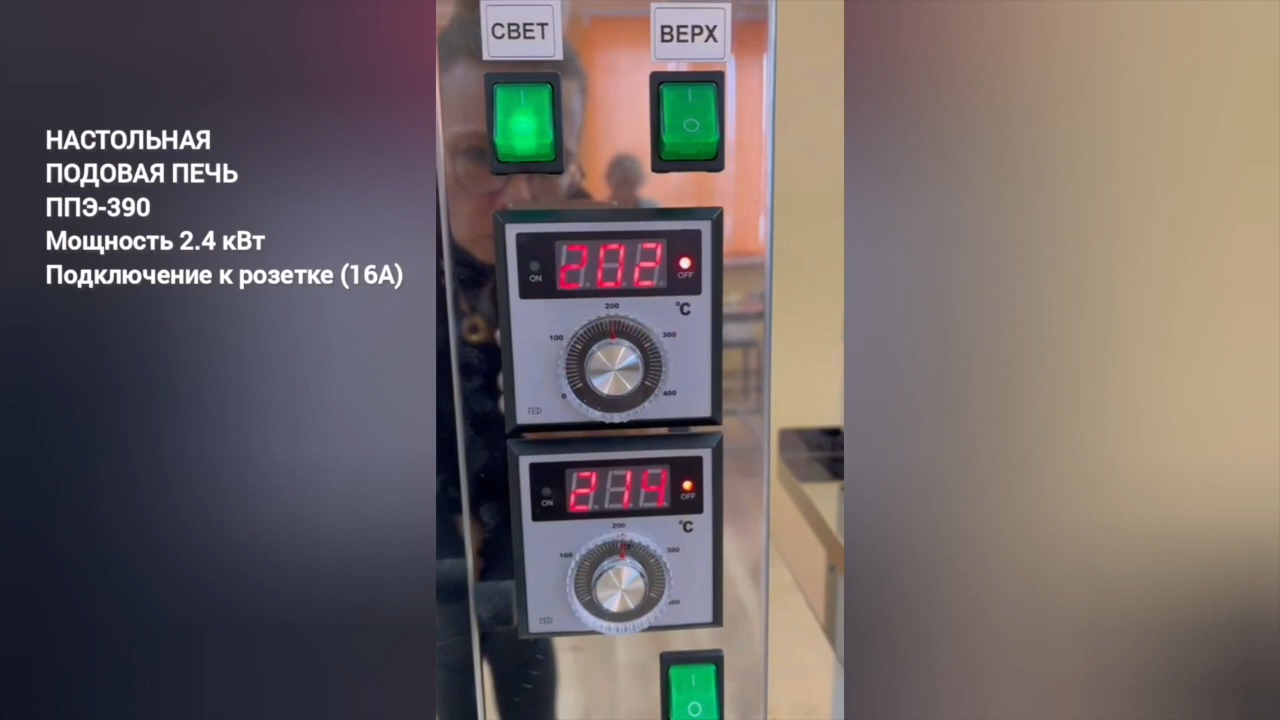 НАСТОЛЬНАЯ
ПОДОВАЯ ПЕЧЬ
ППЭ-390
Мощность 2.4 кВт
Подключение к розетке (16А)
СВЕТ
ВЕРХ
202
ON
OFF
°C
200
100
300
0
400
TED
214
ON
OFF
°C
200
100
300
TED